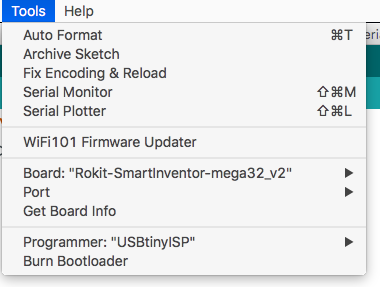 Tools Help
Auto Format ⌘T
Archive Sketch
Fix Encoding & Reload
Serial Monitor ⇧⌘M
Serial Plotter ⇧⌘L
WiFi101 Firmware Updater
Board: "Rokit-SmartInventor-mega32_v2"
Port
Get Board Info
Programmer: "USBtinyISP"
Burn Bootloader